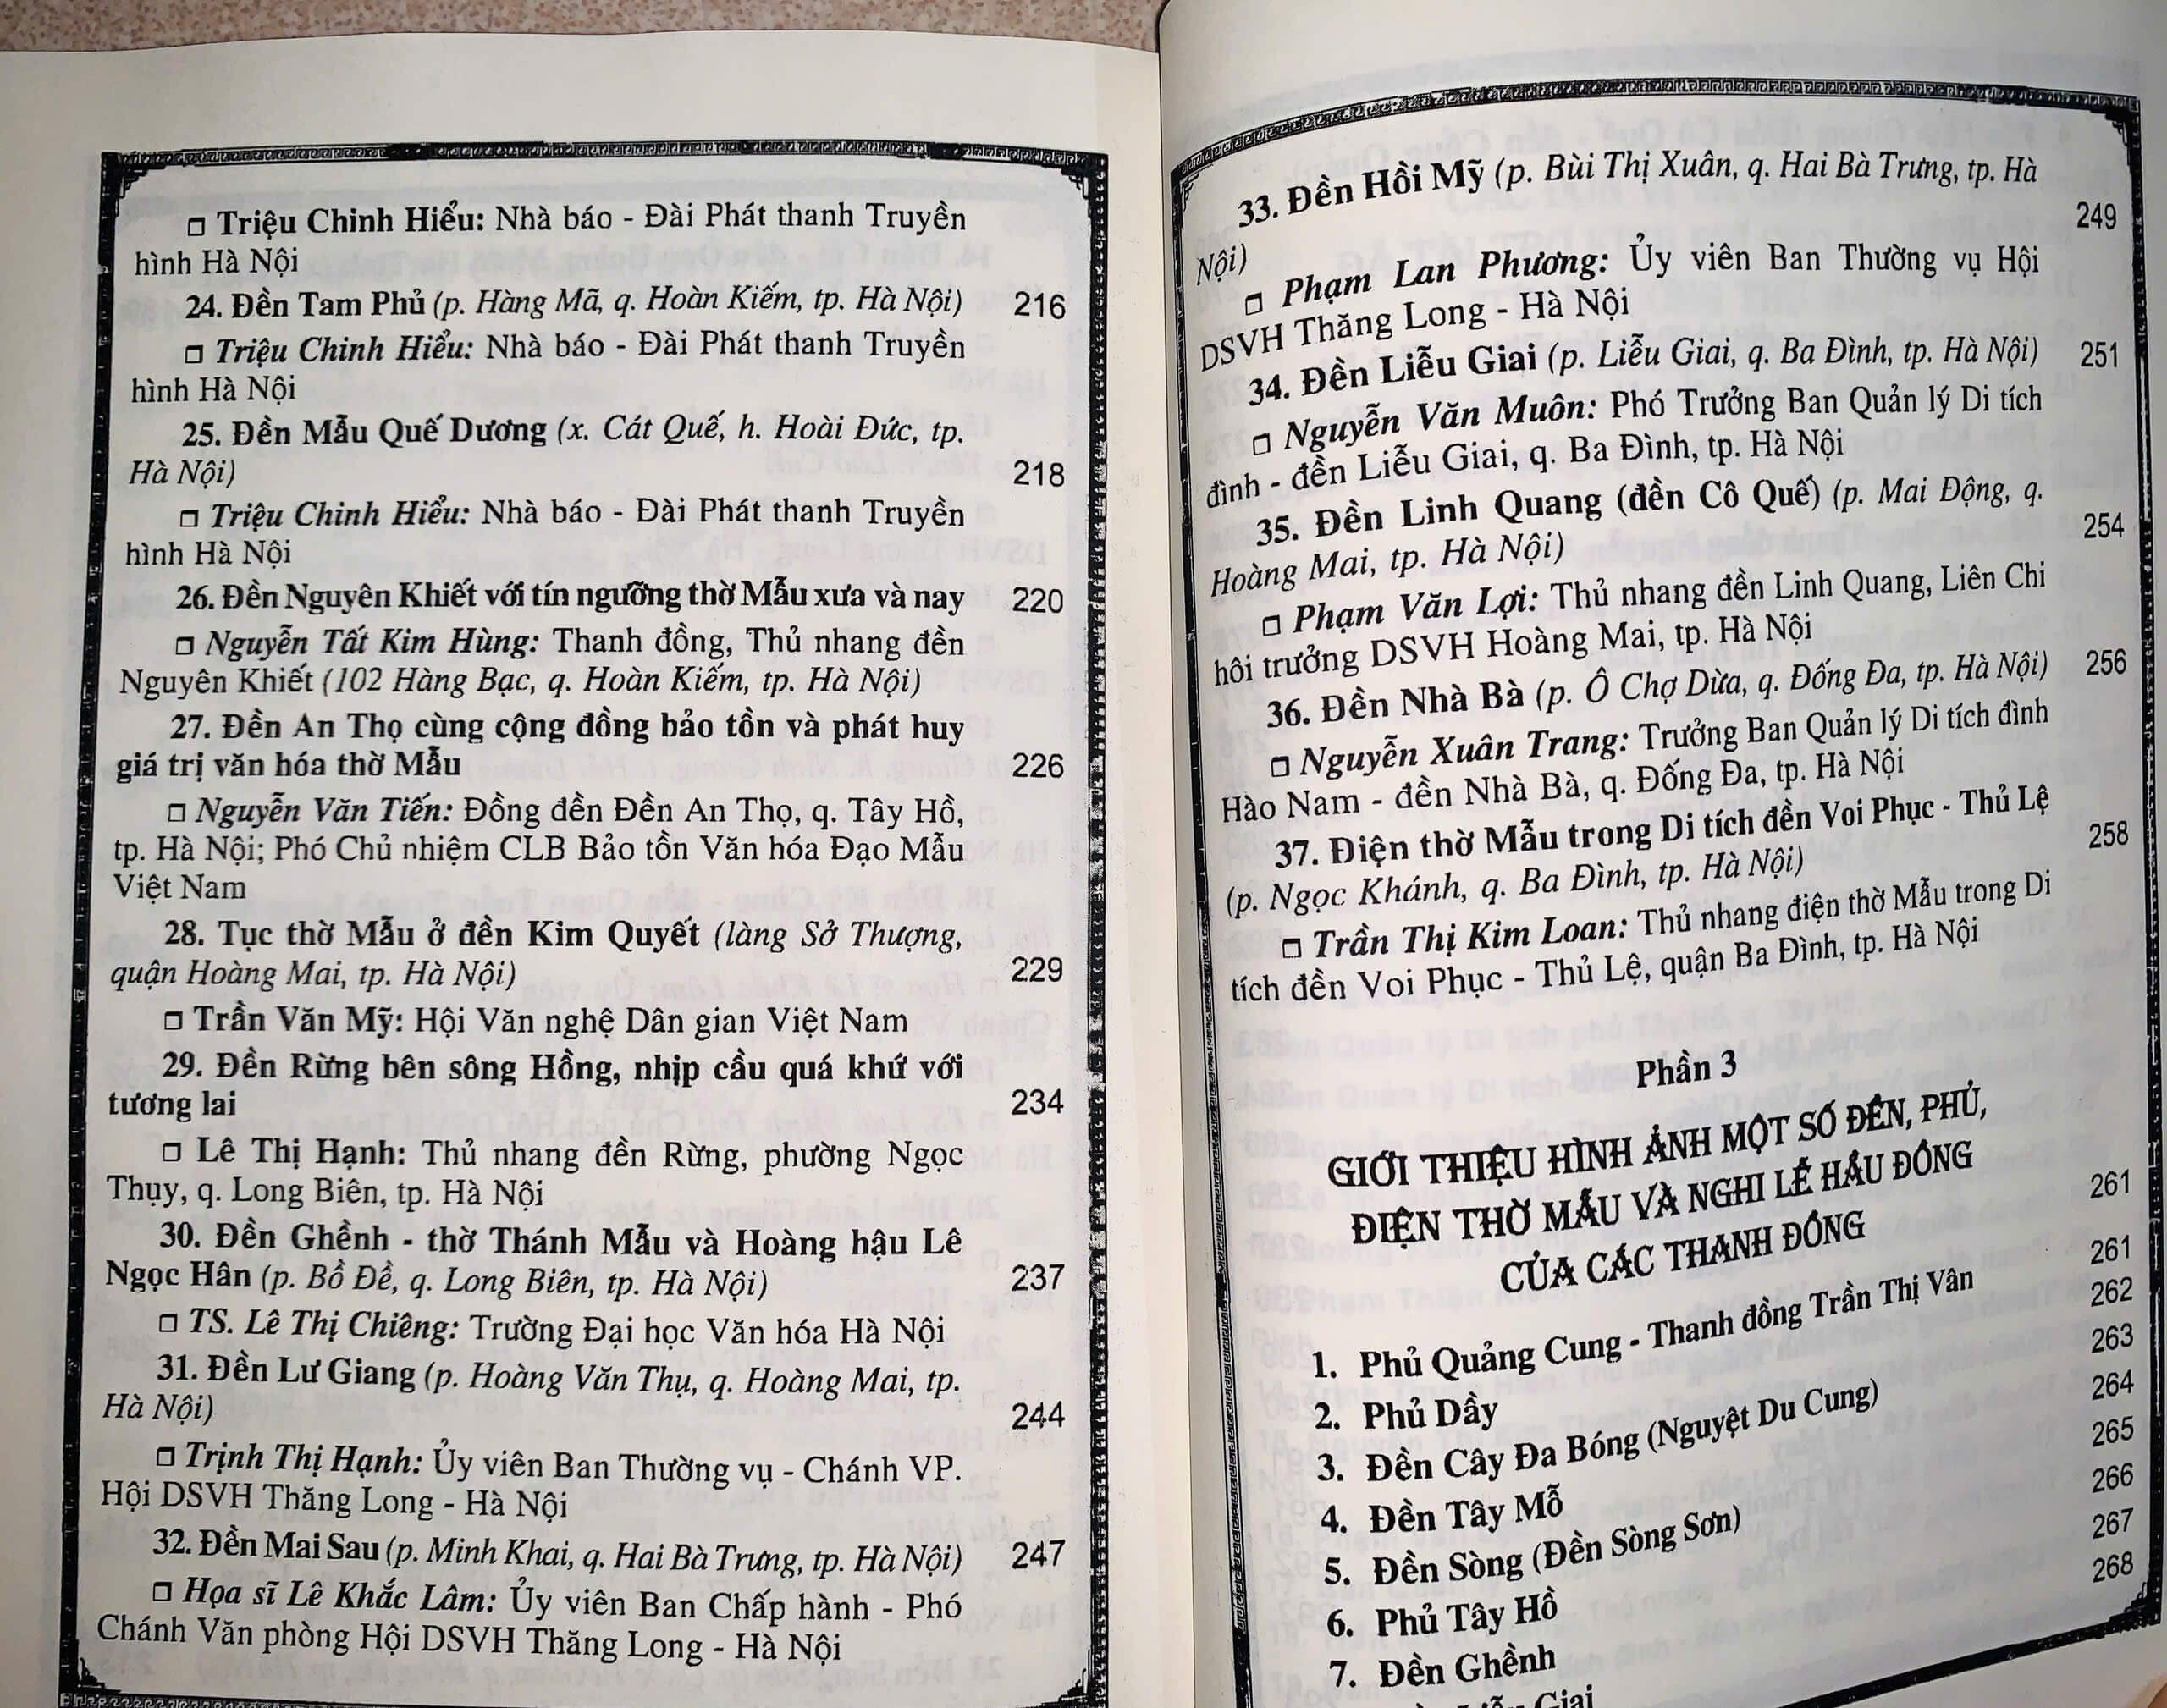 ❒ Triệu Chinh Hiểu: Nhà báo - Đài Phát thanh Truyền
hình Hà Nội
24. Đền Tam Phủ (p. Hàng Mã, q. Hoàn Kiếm, tp. Hà Nội) 216
❒ Triệu Chinh Hiểu: Nhà báo - Đài Phát thanh Truyền
hình Hà Nội
25. Đền Mẫu Quế Dương (x. Cát Quế, h. Hoài Đức, tp.
Hà Nội) 218
❒ Triệu Chinh Hiểu: Nhà báo - Đài Phát thanh Truyền
hình Hà Nội
26. Đền Nguyên Khiết với tín ngưỡng thờ Mẫu xưa và nay 220
❒ Nguyễn Tất Kim Hùng: Thanh đồng, Thủ nhang đền
Nguyên Khiết (102 Hàng Bạc, q. Hoàn Kiếm, tp. Hà Nội)
27. Đền An Thọ cùng cộng đồng bảo tồn và phát huy
giá trị văn hóa thờ Mẫu 226
❒ Nguyễn Văn Tiến: Đồng đền Đền An Thọ, q. Tây Hồ,
tp. Hà Nội; Phó Chủ nhiệm CLB Bảo tồn Văn hóa Đạo Mẫu
Việt Nam
28. Tục thờ Mẫu ở đền Kim Quyết (làng Sở Thượng,
quận Hoàng Mai, tp. Hà Nội) 229
❒ Trần Văn Mỹ: Hội Văn nghệ Dân gian Việt Nam
29. Đền Rừng bên sông Hồng, nhịp cầu quá khứ với
tương lai 234
❒ Lê Thị Hạnh: Thủ nhang đền Rừng, phường Ngọc
Thụy, q. Long Biên, tp. Hà Nội
30. Đền Ghềnh - thờ Thánh Mẫu và Hoàng hậu Lê
Ngọc Hân (p. Bồ Đề, q. Long Biên, tp. Hà Nội) 237
❒ TS. Lê Thị Chiêng: Trường Đại học Văn hóa Hà Nội
31. Đền Lư Giang (p. Hoàng Văn Thụ, q. Hoàng Mai, tp.
Hà Nội) 244
❒ Trịnh Thị Hạnh: Ủy viên Ban Thường vụ - Chánh VP.
Hội DSVH Thăng Long - Hà Nội
32. Đền Mai Sau (p. Minh Khai, q. Hai Bà Trưng, tp. Hà Nội) 247
❒ Họa sĩ Lê Khắc Lâm: Ủy viên Ban Chấp hành - Phó
Chánh Văn phòng Hội DSVH Thăng Long - Hà Nội
33. Đền Hồi Mỹ (p. Bùi Thị Xuân, q. Hai Bà Trưng, tp. Hà
Nội) 249
❒ Phạm Lan Phương: Ủy viên Ban Thường vụ Hội
DSVH Thăng Long - Hà Nội
34. Đền Liễu Giai (p. Liễu Giai, q. Ba Đình, tp. Hà Nội) 251
❒ Nguyễn Văn Muôn: Phó Trưởng Ban Quản lý Di tích
đình - đền Liễu Giai, q. Ba Đình, tp. Hà Nội
35. Đền Linh Quang (đền Cô Quế) (p. Mai Động, q.
Hoàng Mai, tp. Hà Nội) 254
❒ Phạm Văn Lợi: Thủ nhang đền Linh Quang, Liên Chi
hôi trưởng DSVH Hoàng Mai, tp. Hà Nội
36. Đền Nhà Bà (p. Ô Chợ Dừa, q. Đống Đa, tp. Hà Nội) 256
❒ Nguyễn Xuân Trang: Trưởng Ban Quản lý Di tích đình
Hào Nam - đền Nhà Bà, q. Đống Đa, tp. Hà Nội
37. Điện thờ Mẫu trong Di tích đền Voi Phục - Thủ Lệ
(p. Ngọc Khánh, q. Ba Đình, tp. Hà Nội) 258
❒ Trần Thị Kim Loan: Thủ nhang điện thờ Mẫu trong Di
tích đền Voi Phục - Thủ Lệ, quận Ba Đình, tp. Hà Nội
Phần 3
GIỚI THIỆU HÌNH ẢNH MỘT SỐ ĐỀN, PHỦ,
ĐIỆN THỜ MẪU VÀ NGHI LỄ HẦU ĐỒNG
CỦA CÁC THANH ĐỒNG 261
1. Phủ Quảng Cung - Thanh đồng Trần Thị Vân 261
2. Phủ Dầy 262
3. Đền Cây Đa Bóng (Nguyệt Du Cung) 263
4. Đền Tây Mỗ 264
5. Đền Sòng (Đền Sòng Sơn) 265
6. Phủ Tây Hồ 266
7. Đền Ghềnh 267
Giai 268